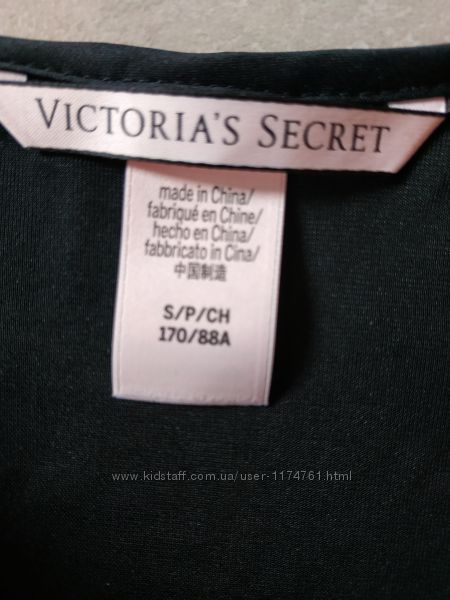 VICTORIA'S SECRET
made in China/
fabriqué en Chine/
hecho en China/
fabbricato in Cina/
中国制造
S/P/CH
170/88A
www.kidstaff.com.ua/user-1174761.html